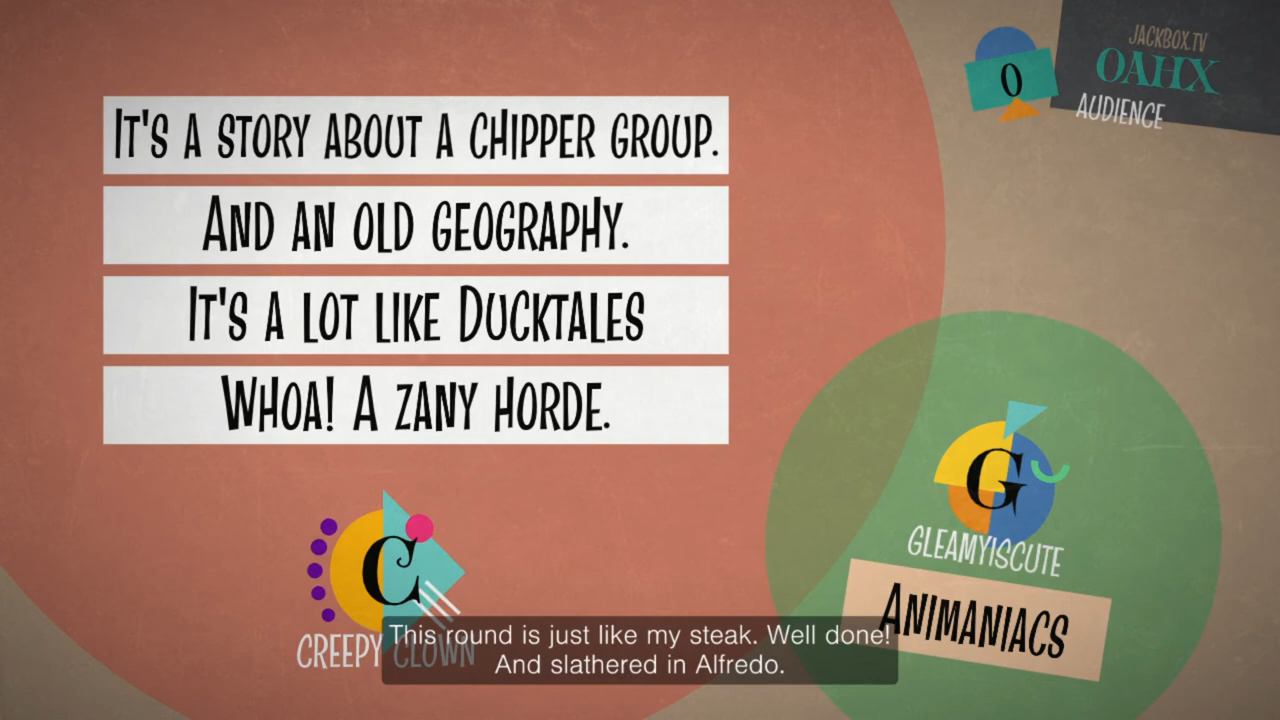 JACKBOX.TV
OAHX
O
AUDIENCE
IT'S A STORY ABOUT A CHIPPER GROUP.
AND AN OLD GEOGRAPHY.
IT'S A LOT LIKE DUCKTALES
WHOA! A ZANY HORDE.
G
GLEAMYISCUTE
ANIMANIACS
C
CREEPY CLOWN
This round is just like my steak. Well done!
And slathered in Alfredo.